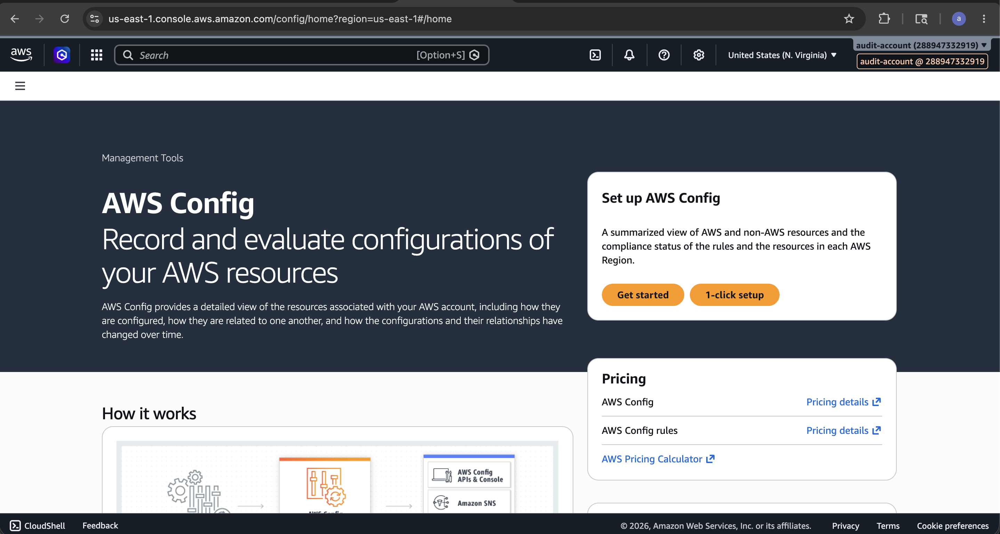 us-east-1.console.aws.amazon.com/config/home?region=us-east-1#/home
a
aws
Search
[Option+S]
United States (N. Virginia)
audit-account (288947332919)
audit-account @ 288947332919
Management Tools
AWS Config
Record and evaluate configurations of
your AWS resources
AWS Config provides a detailed view of the resources associated with your AWS account, including how they
are configured, how they are related to one another, and how the configurations and their relationships have
changed over time.
Set up AWS Config
A summarized view of AWS and non-AWS resources and the
compliance status of the rules and the resources in each AWS
Region.
Get started
1-click setup
Pricing
AWS Config
Pricing details
AWS Config rules
Pricing details
AWS Pricing Calculator
How it works
AWS Config
APIs & Console
Amazon SNS
AWS Config
CloudShell
Feedback
© 2026, Amazon Web Services, Inc. or its affiliates.
Privacy
Terms
Cookie preferences